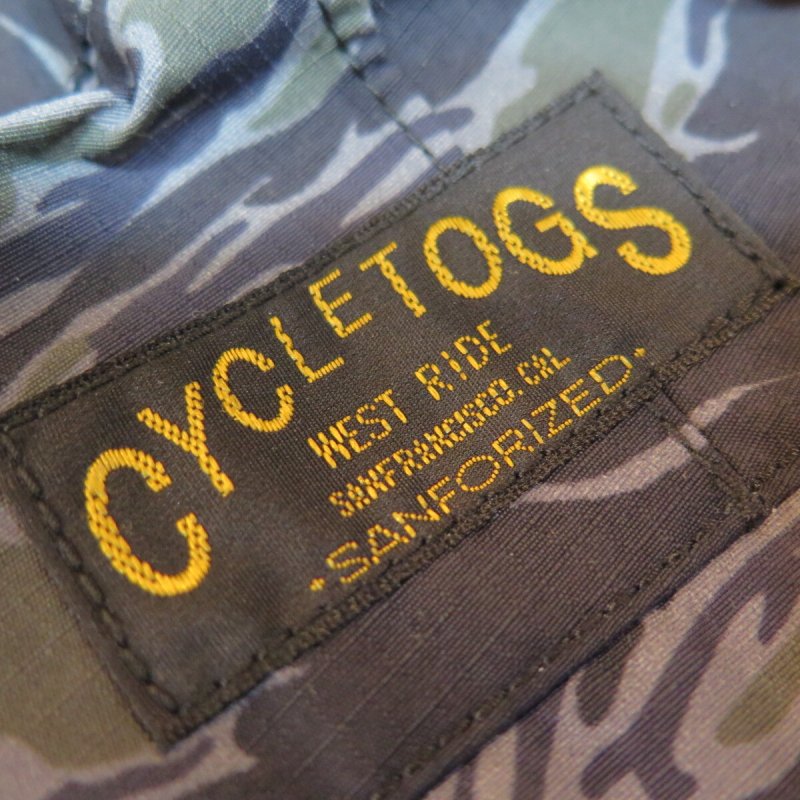 CYCLETOGS
WEST RIDE
SANFRANCISCO. CAL
·SANFORIZED·